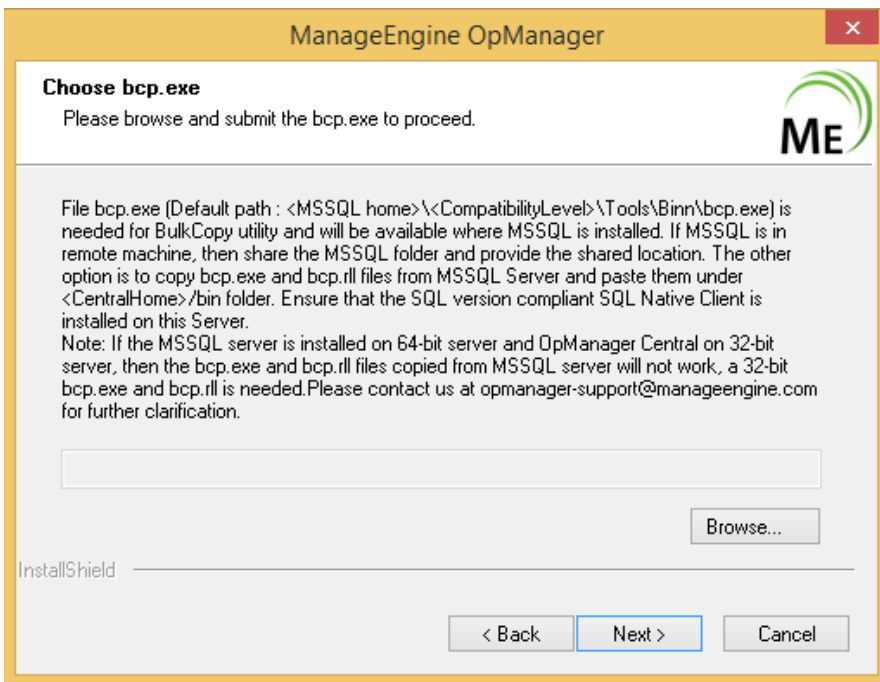 ManageEngine OpManager
Choose bcp.exe
Please browse and submit the bcp.exe to proceed.
ME
File bcp.exe (Default path : <MSSQL home>\<CompatibilityLevel>\Tools\Binn\bcp.exe) is
needed for BulkCopy utility and will be available where MSSQL is installed. If MSSQL is in
remote machine, then share the MSSQL folder and provide the shared location. The other
option is to copy bcp.exe and bcp.rll files from MSSQL Server and paste them under
<CentralHome>/bin folder. Ensure that the SQL version compliant SQL Native Client is
installed on this Server.
Note: If the MSSQL server is installed on 64-bit server and OpManager Central on 32-bit
server, then the bcp.exe and bcp.rll files copied from MSSQL server will not work, a 32-bit
bcp.exe and bcp.rll is needed.Please contact us at opmanager-support@manageengine.com
for further clarification.
Browse...
InstallShield
< Back Next > Cancel